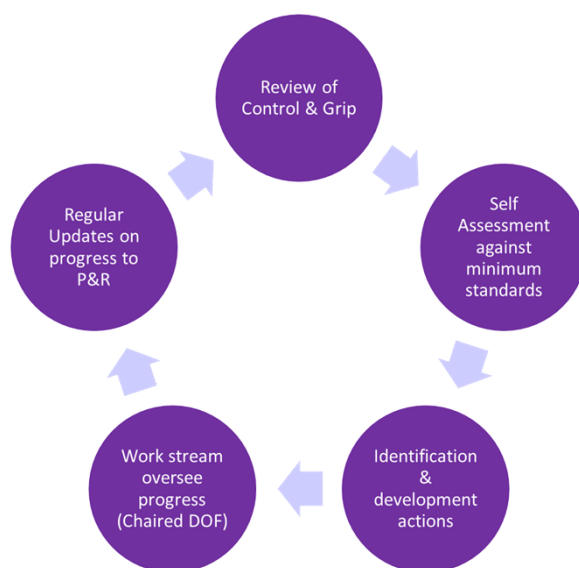 Review of
Control & Grip
Self
Assessment
against
minimum
standards
Identification
&
development
actions
Work stream
oversee
progress
(Chaired DOF)
Regular
Updates on
progress to
P&R